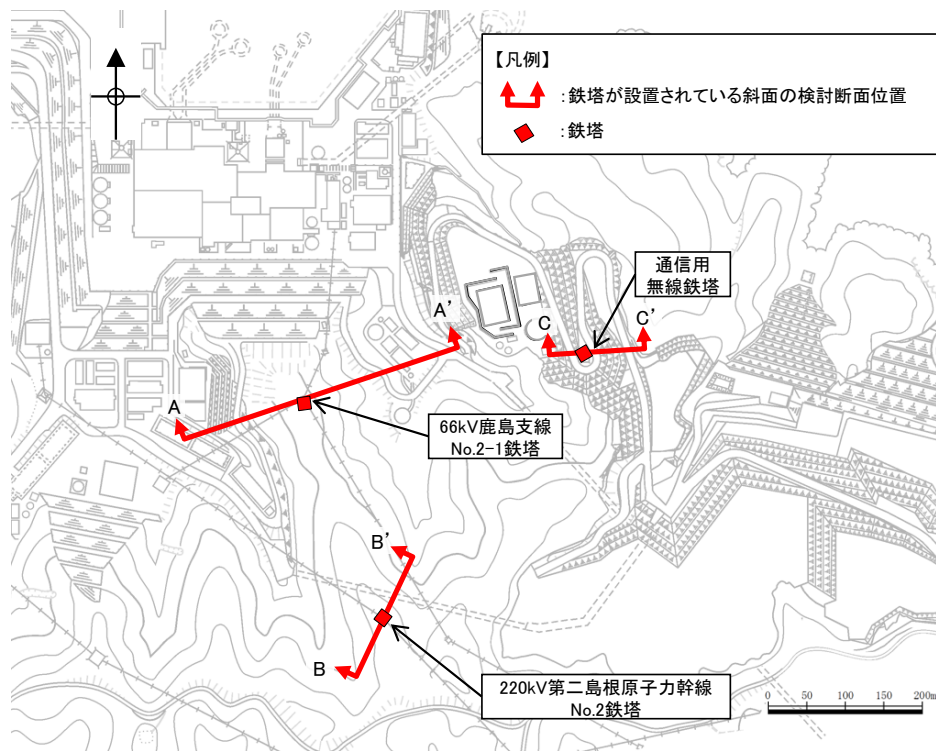 【凡例】
：鉄塔が設置されている斜面の検討断面位置
：鉄塔
通信用
無線鉄塔
A’
C
C’
A
66kV鹿島支線
No.2-1鉄塔
B’
B
220kV第二島根原子力幹線
No.2鉄塔
0 50 100 150 200m